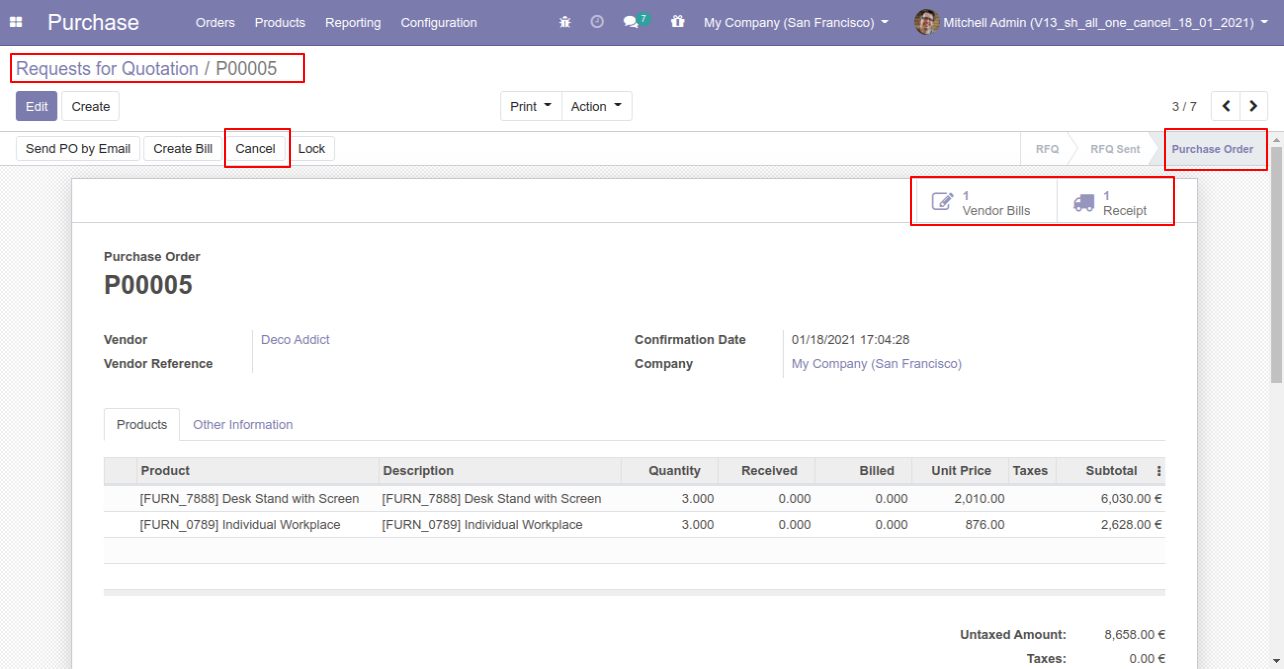 Purchase Orders Products Reporting Configuration 7 My Company (San Francisco) Mitchell Admin (V13_sh_all_one_cancel_18_01_2021)
Requests for Quotation / P00005
Edit Create Print Action 3 / 7
Send PO by Email Create Bill Cancel Lock RFQ RFQ Sent Purchase Order
1 Vendor Bills 1 Receipt
Purchase Order
P00005
Vendor Deco Addict Confirmation Date 01/18/2021 17:04:28
Vendor Reference Company My Company (San Francisco)
Products Other Information
Product Description Quantity Received Billed Unit Price Taxes Subtotal
[FURN_7888] Desk Stand with Screen [FURN_7888] Desk Stand with Screen 3.000 0.000 0.000 2,010.00 6,030.00 €
[FURN_0789] Individual Workplace [FURN_0789] Individual Workplace 3.000 0.000 0.000 876.00 2,628.00 €
Untaxed Amount: 8,658.00 €
Taxes: 0.00 €